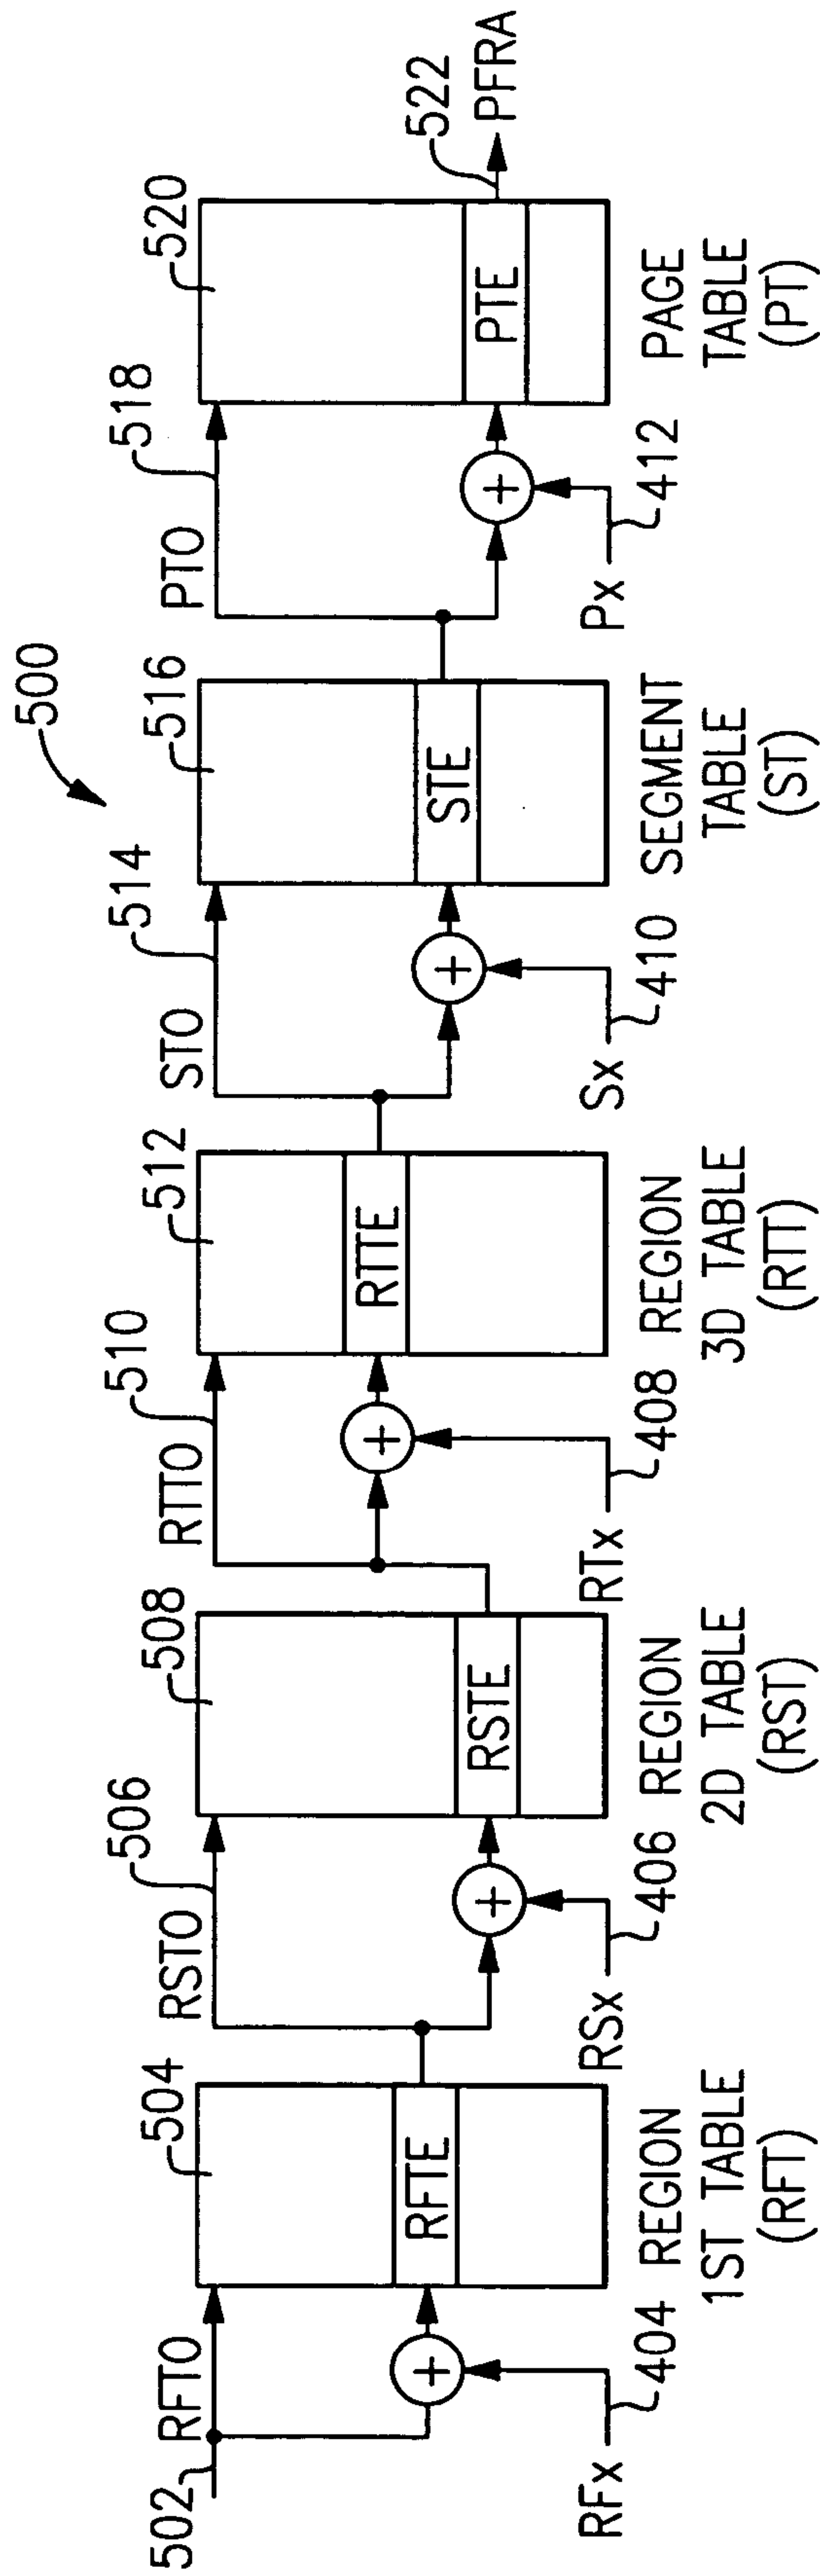 500
502
RFTO
504
RSTO
506
508
RTTO
510
512
STO
514
516
PTO
518
520
522
PFRA
RFTE
RSTE
RTTE
STE
PTE
+
+
+
+
+
RFx
404
RSx
406
RTx
408
Sx
410
Px
412
REGION
1ST TABLE
(RFT)
REGION
2D TABLE
(RST)
REGION
3D TABLE
(RTT)
SEGMENT
TABLE
(ST)
PAGE
TABLE
(PT)